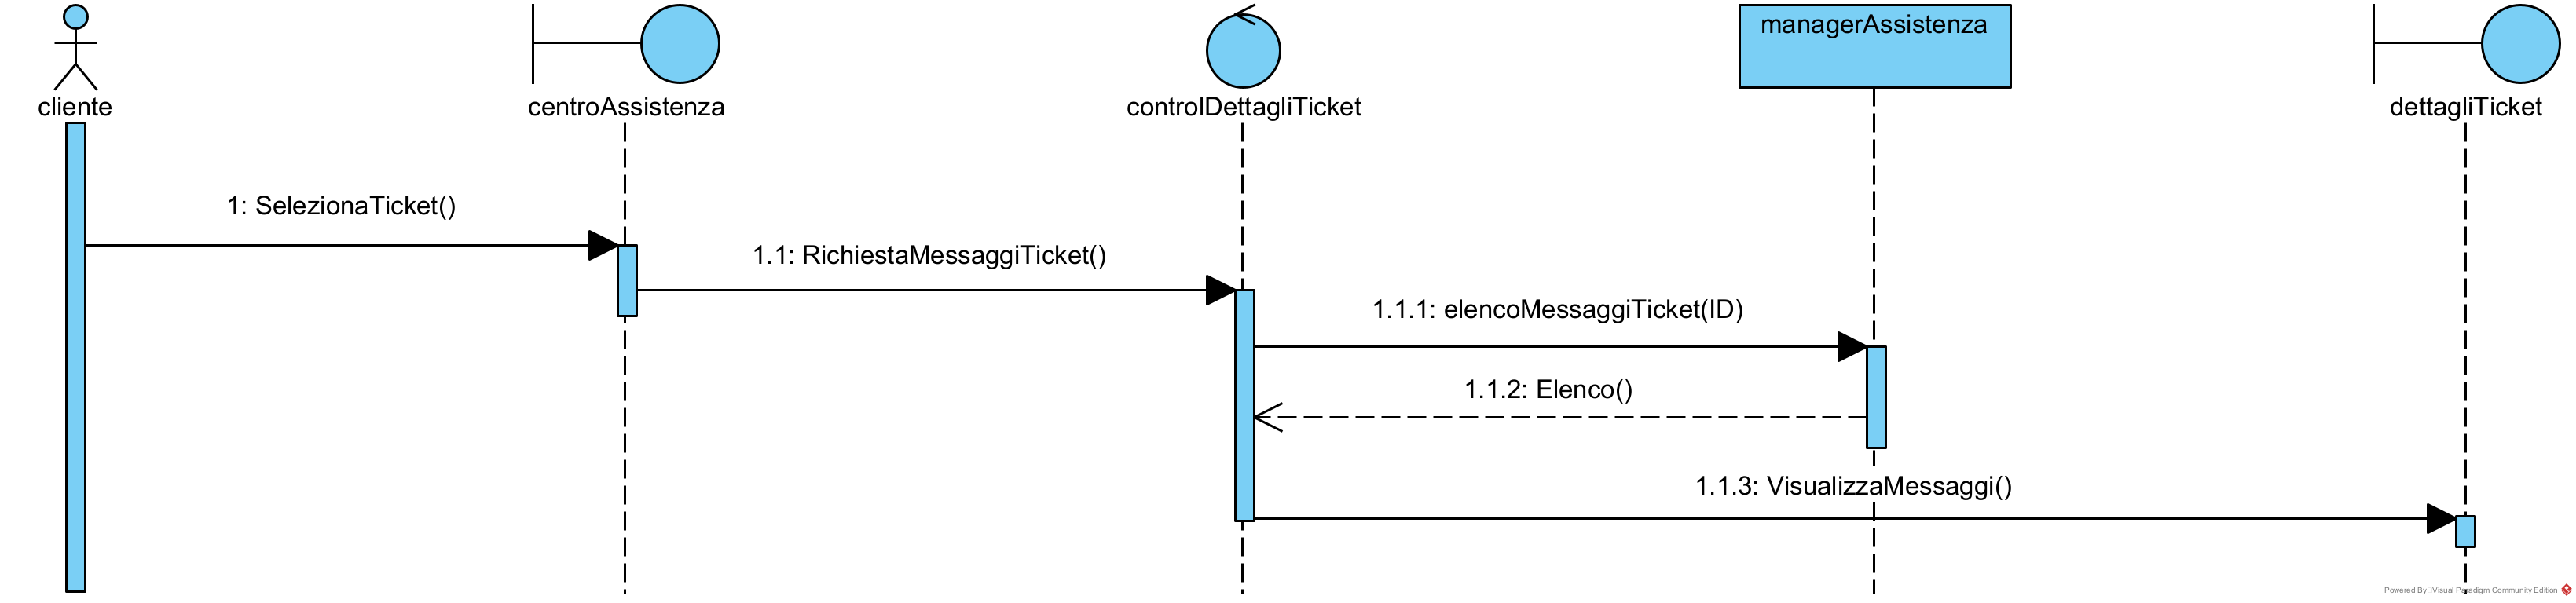 managerAssistenza
cliente
centroAssistenza
controlDettagliTicket
dettagliTicket
1: SelezionaTicket()
1.1: RichiestaMessaggiTicket()
1.1.1: elencoMessaggiTicket(ID)
1.1.2: Elenco()
1.1.3: VisualizzaMessaggi()
Powered By Visual Paradigm Community Edition